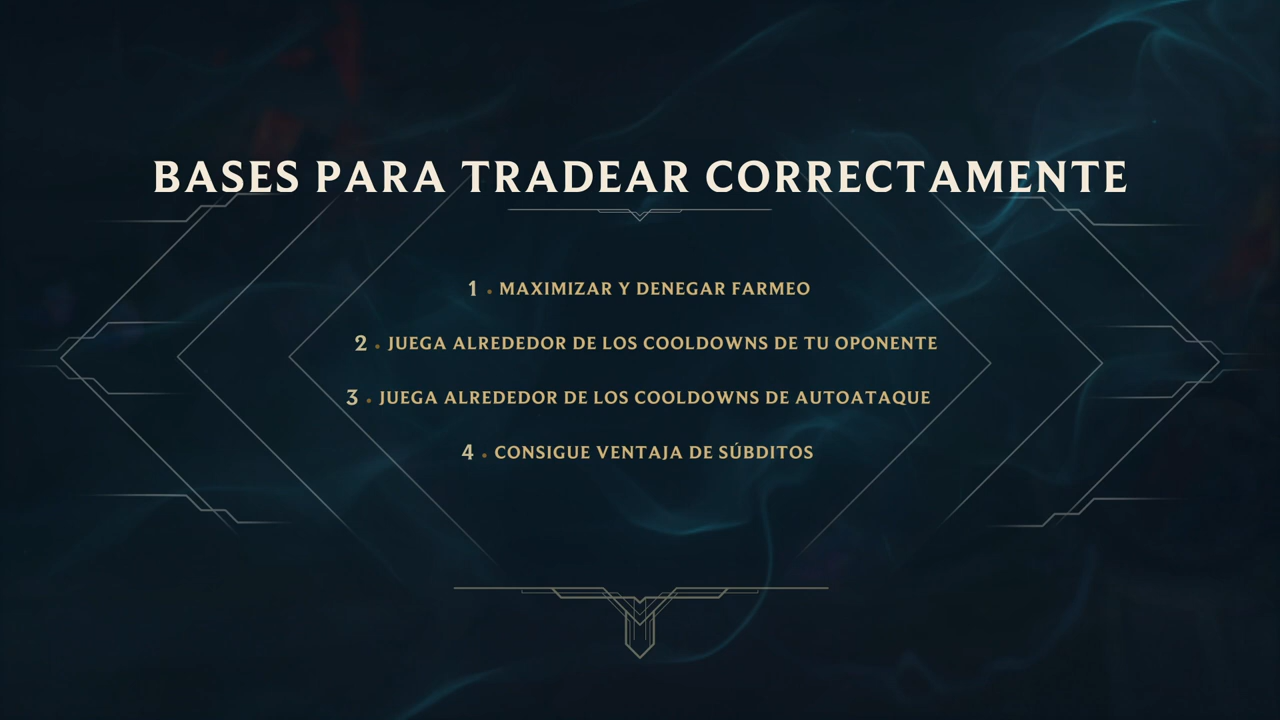 BASES PARA TRADEAR CORRECTAMENTE
1 • MAXIMIZAR Y DENEGAR FARMEO
2 • JUEGA ALREDEDOR DE LOS COOLDOWNS DE TU OPONENTE
3 • JUEGA ALREDEDOR DE LOS COOLDOWNS DE AUTOATAQUE
4 • CONSIGUE VENTAJA DE SÚBDITOS